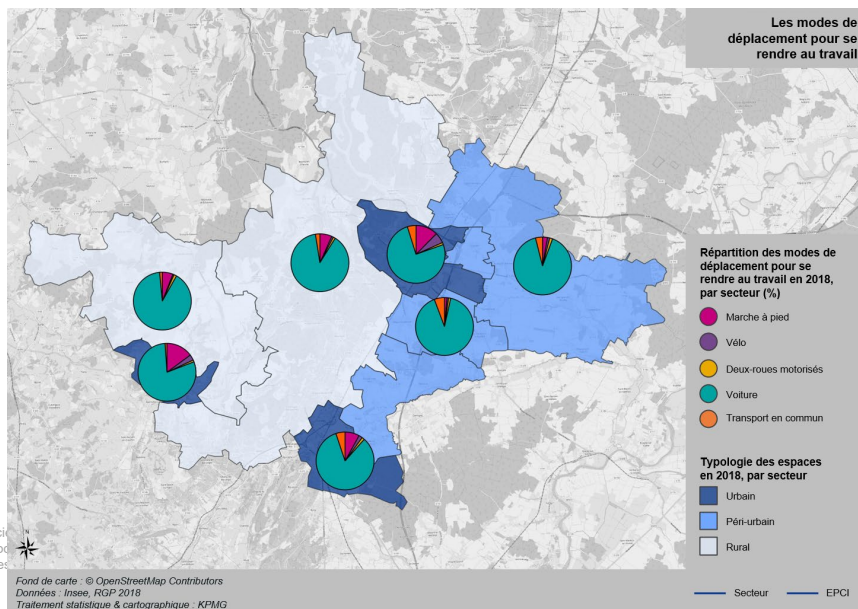 Les modes de
déplacement pour se
rendre au travail
Répartition des modes de
déplacement pour se
rendre au travail en 2018,
par secteur (%)
Marche à pied
Vélo
Deux-roues motorisés
Voiture
Transport en commun
Typologie des espaces
en 2018, par secteur
Urbain
Péri-urbain
Rural
N
Fond de carte : © OpenStreetMap Contributors
Données : Insee, RGP 2018
Traitement statistique & cartographique : KPMG
Secteur
EPCI